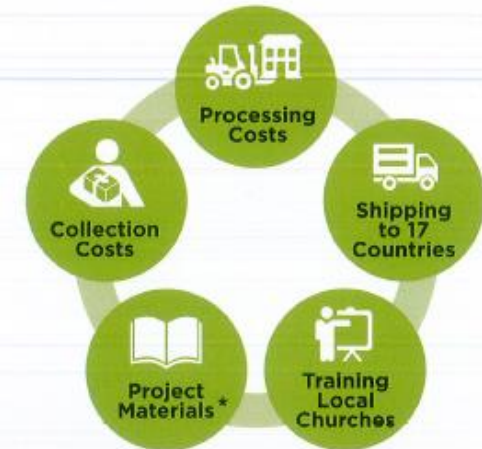 Processing
Costs
Collection
Costs
Shipping
to 17
Countries
Project
Materials*
Training
Local
Churches